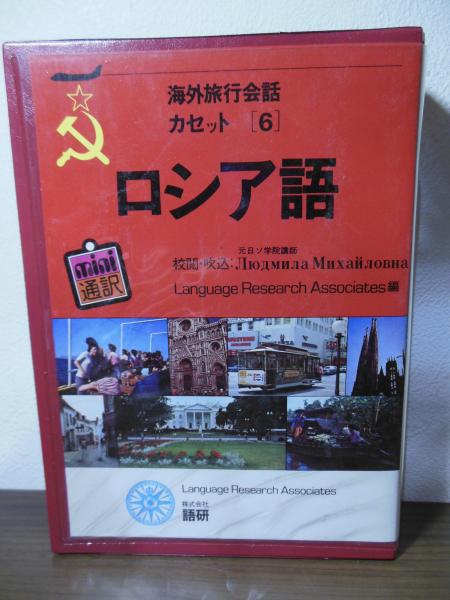 海外旅行会話
カセット [6]
ロシア語
元日ソ学院講師
校閲・吹込:Людмила Михайловна
Language Research Associates 編
mini
通訳
Language Research Associates
株式会社
語研